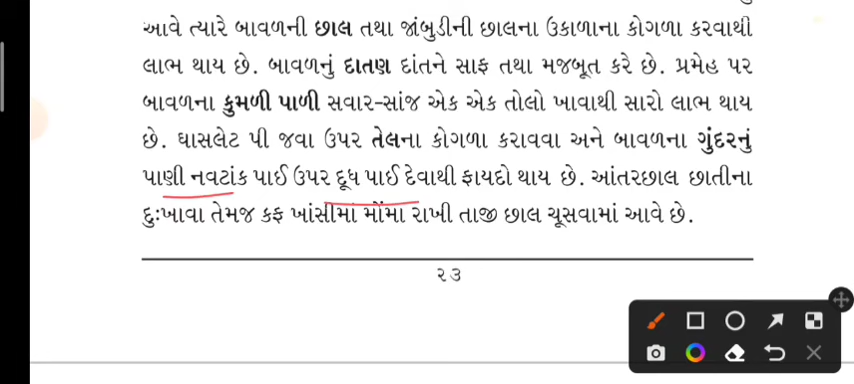 આવે ત્યારે બાવળની છાલ તથા જાંબુડીની છાલના ઉકાળાના કોગળા કરવાથી
લાભ થાય છે. બાવળનું દાતણ દાંતને સાફ તથા મજબૂત કરે છે. પ્રમેહ પર
બાવળના કુમળી પાળી સવાર-સાંજ એક એક તોલો ખાવાથી સારો લાભ થાય
છે. ઘાસલેટ પી જવા ઉપર તેલના કોગળા કરાવવા અને બાવળના ગુંદરનું
પાણી નવટાંક પાઈ ઉપર દૂધ પાઈ દેવાથી ફાયદો થાય છે. આંતરછાલ છાતીના
દુઃખાવા તેમજ કફ ખાંસીમાં મોંમા રાખી તાજી છાલ ચૂસવામાં આવે છે.
૨૩